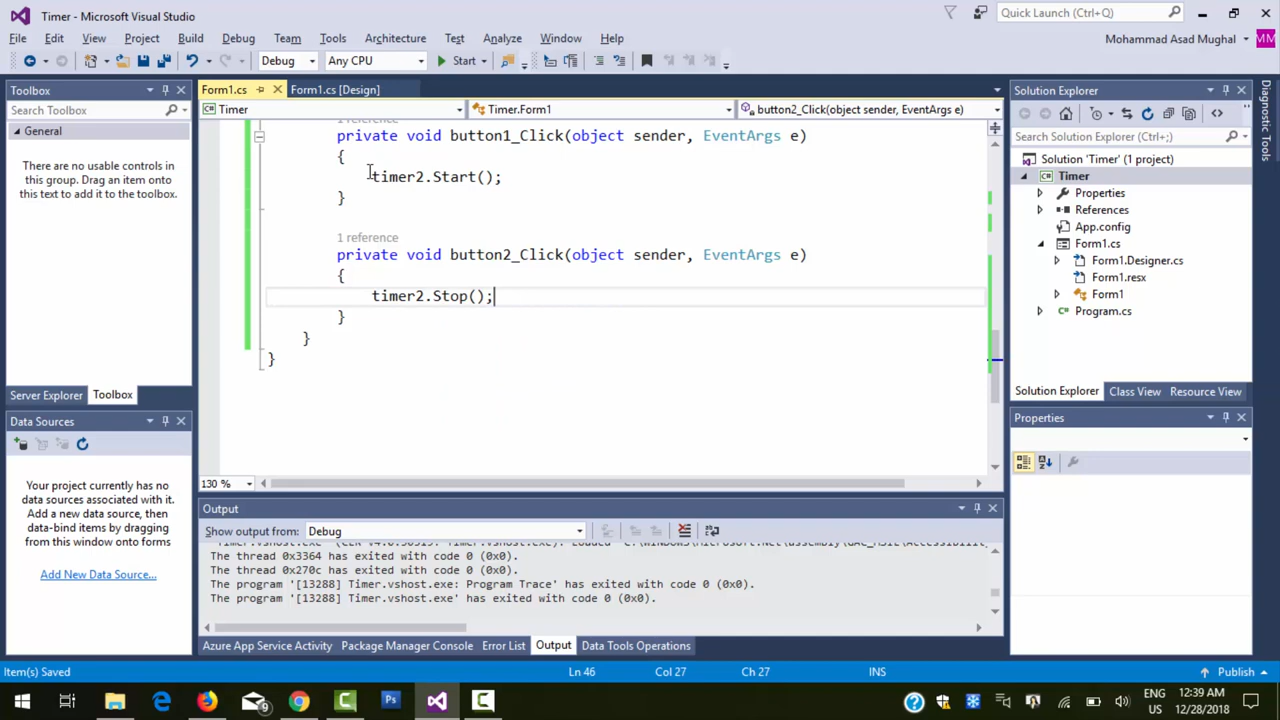 Timer - Microsoft Visual Studio
Quick Launch (Ctrl+Q)
File Edit View Project Build Debug Team Tools Architecture Test Analyze Window Help
Mohammad Asad Mughal MM
Debug Any CPU Start
Toolbox
Search Toolbox
General
There are no usable controls in
this group. Drag an item onto
this text to add it to the toolbox.
Server Explorer Toolbox
Data Sources
Your project currently has
no data sources associated with it.
Add a new data source, then
data-bind items by dragging
from this window onto forms
Add New Data Source...
Form1.cs Form1.cs [Design]
Timer Timer.Form1 button2_Click(object sender, EventArgs e)
1 reference
private void button1_Click(object sender, EventArgs e)
{
timer2.Start();
}
1 reference
private void button2_Click(object sender, EventArgs e)
{
timer2.Stop();
}
}
}
130 %
Output
Show output from: Debug
The thread 0x3364 has exited with code 0 (0x0).
The thread 0x270c has exited with code 0 (0x0).
The program '[13288] Timer.vshost.exe: Program Trace' has exited with code 0 (0x0).
The program '[13288] Timer.vshost.exe' has exited with code 0 (0x0).
Azure App Service Activity Package Manager Console Error List Output Data Tools Operations
Solution Explorer
Search Solution Explorer (Ctrl+;)
Solution 'Timer' (1 project)
Timer
Properties
References
App.config
Form1.cs
Form1.Designer.cs
Form1.resx
Form1
Program.cs
Solution Explorer Class View Resource View
Properties
Diagnostic Tools
Item(s) Saved Ln 46 Col 27 Ch 27 INS Publish
9 Ps
ENG
US
12:39 AM
12/28/2018